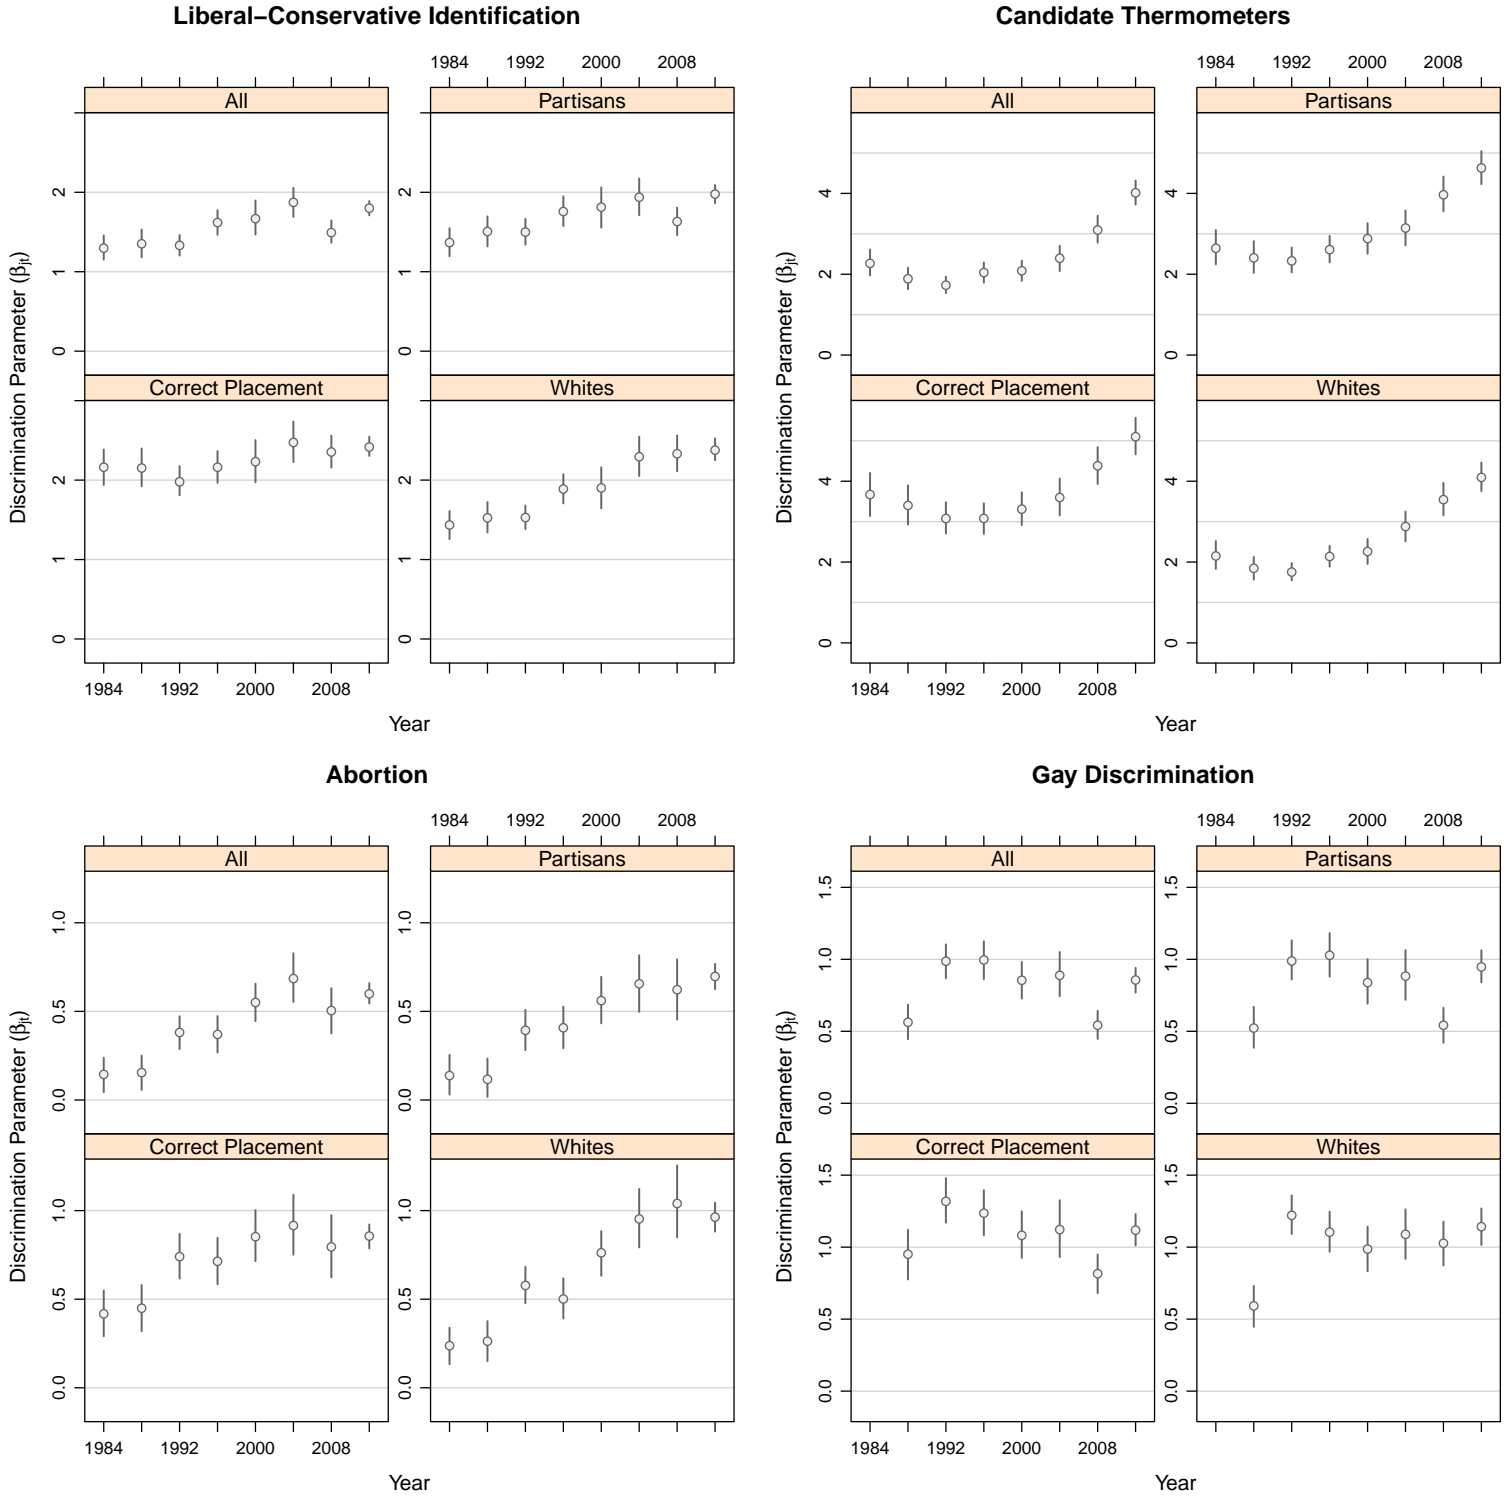 Liberal−Conservative Identification
1984 1992 2000 2008
All Partisans
Discrimination Parameter (βjt)
0 1 2
0 1 2
Correct Placement Whites
0 1 2
0 1 2
1984 1992 2000 2008
Year
Candidate Thermometers
1984 1992 2000 2008
All Partisans
Discrimination Parameter (βjt)
0 2 4
0 2 4
Correct Placement Whites
0 2 4
0 2 4
1984 1992 2000 2008
Year
Abortion
1984 1992 2000 2008
All Partisans
Discrimination Parameter (βjt)
0.0 0.5 1.0
0.0 0.5 1.0
Correct Placement Whites
0.0 0.5 1.0
0.0 0.5 1.0
1984 1992 2000 2008
Year
Gay Discrimination
1984 1992 2000 2008
All Partisans
Discrimination Parameter (βjt)
0.0 0.5 1.0 1.5
0.0 0.5 1.0 1.5
Correct Placement Whites
0.0 0.5 1.0 1.5
0.0 0.5 1.0 1.5
1984 1992 2000 2008
Year